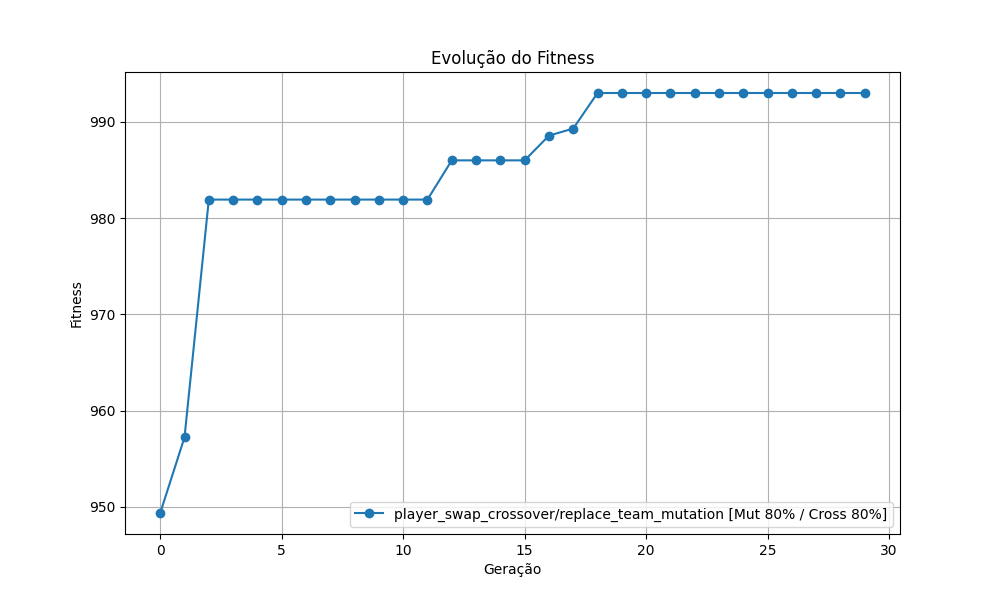 Evolução do Fitness
Fitness
990
980
970
960
950
player_swap_crossover/replace_team_mutation [Mut 80% / Cross 80%]
0 5 10 15 20 25 30
Geração